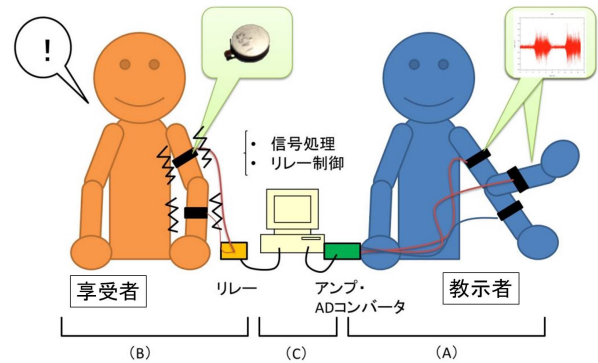 !
・ 信号処理
・ リレー制御
享受者
リレー
アンプ・
ADコンバータ
教示者
(B)
(C)
(A)